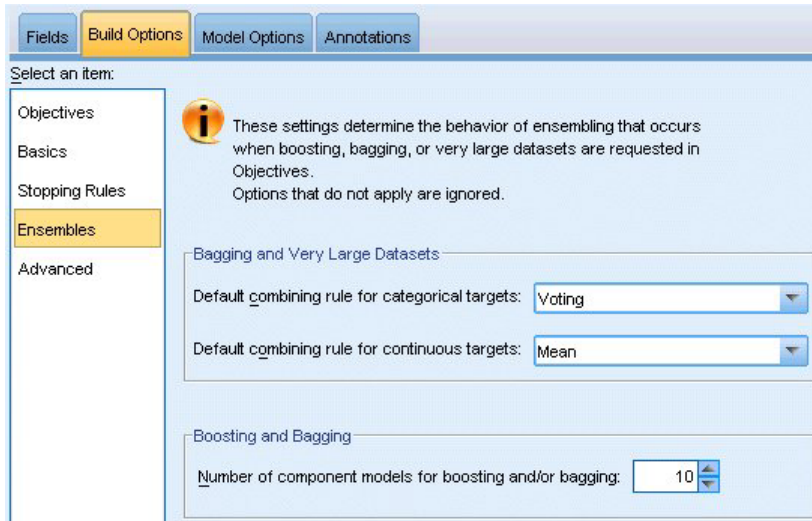 Fields
Build Options
Model Options
Annotations
Select an item:
Objectives
Basics
Stopping Rules
Ensembles
Advanced
These settings determine the behavior of ensembling that occurs
when boosting, bagging, or very large datasets are requested in
Objectives.
Options that do not apply are ignored.
Bagging and Very Large Datasets
Default combining rule for categorical targets: Voting
Default combining rule for continuous targets: Mean
Boosting and Bagging
Number of component models for boosting and/or bagging: 10